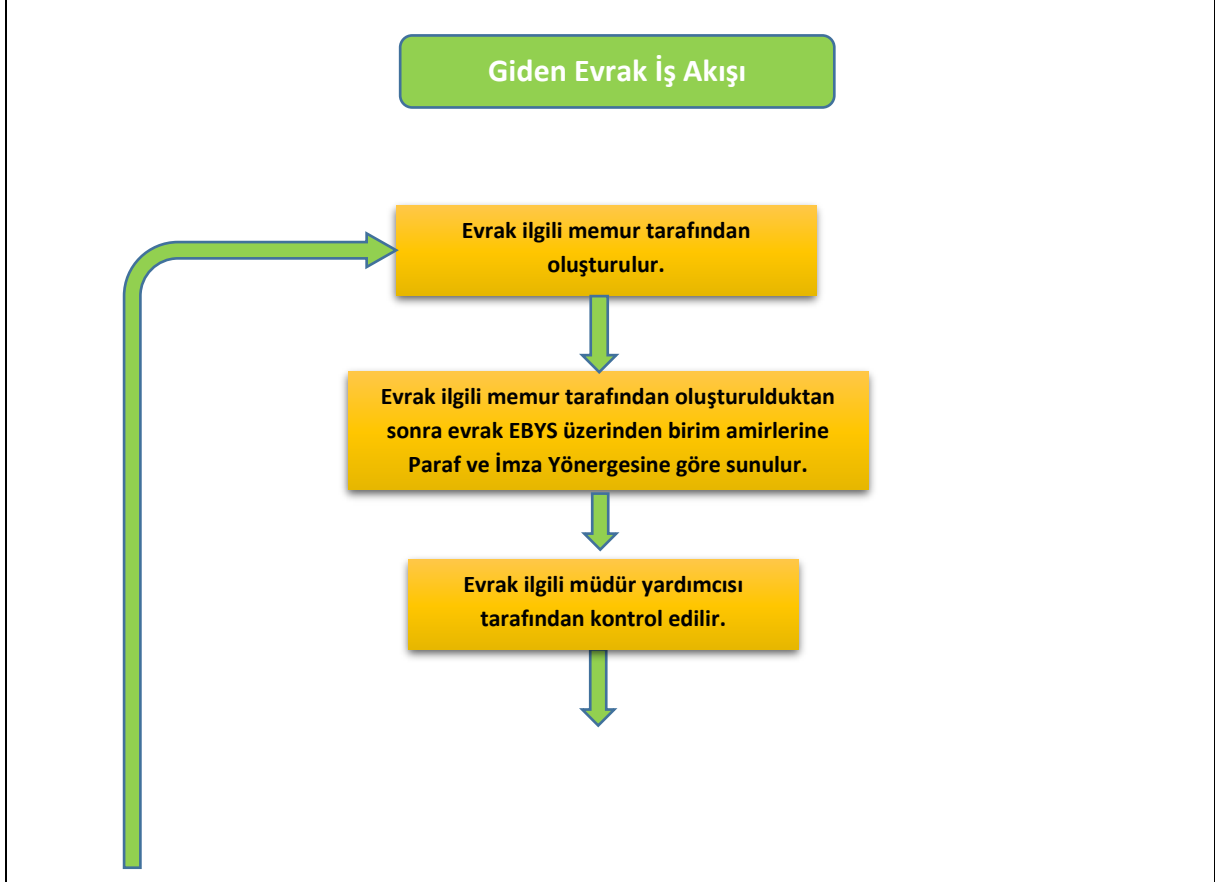 Giden Evrak İş Akışı
Evrak ilgili memur tarafından
oluşturulur.
Evrak ilgili memur tarafından oluşturulduktan
sonra evrak EBYS üzerinden birim amirlerine
Paraf ve İmza Yönergesine göre sunulur.
Evrak ilgili müdür yardımcısı
tarafından kontrol edilir.